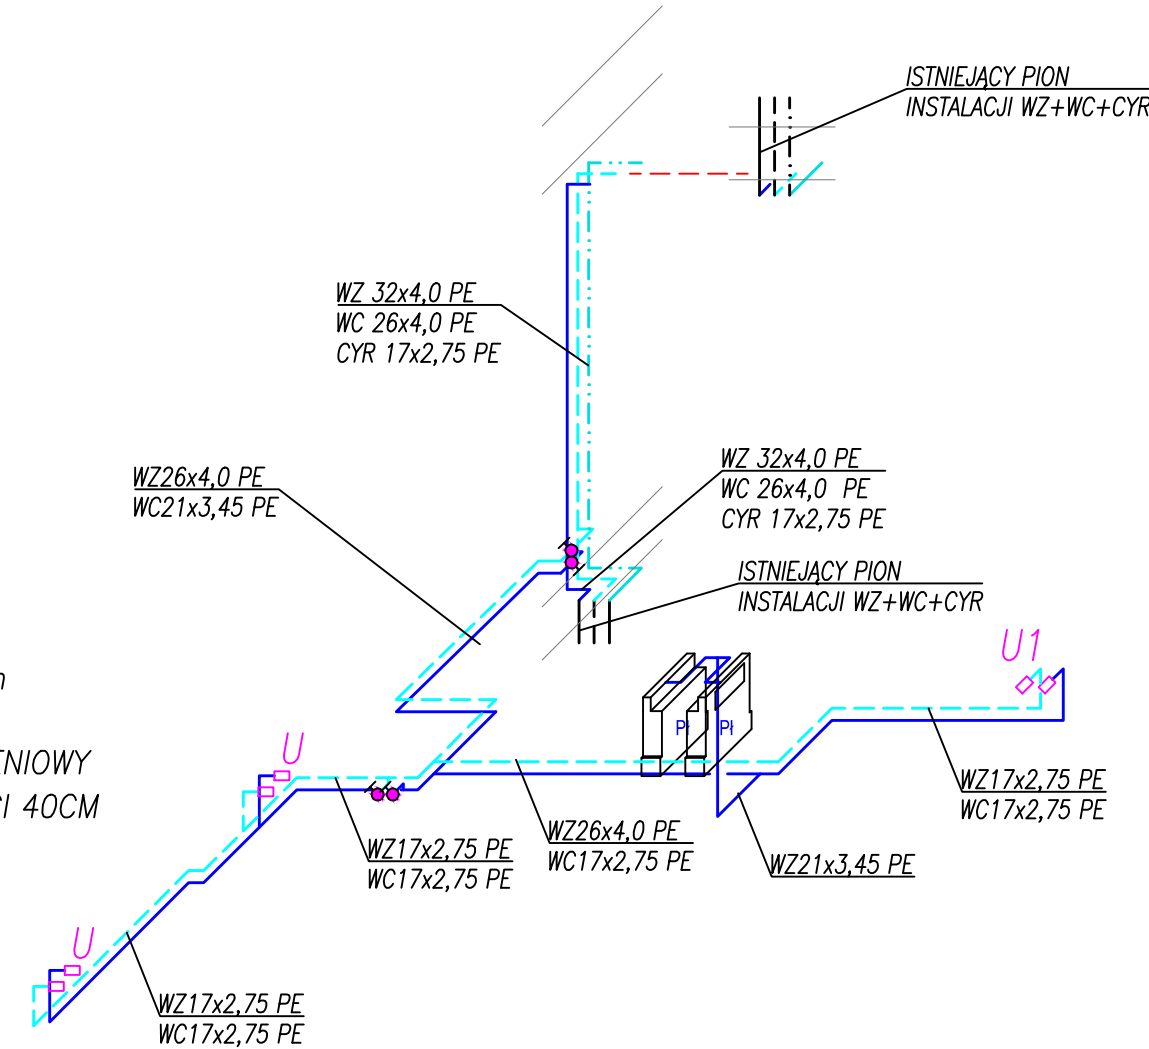 ISTNIEJĄCY PION
INSTALACJI WZ+WC+CYR
WZ 32x4,0 PE
WC 26x4,0 PE
CYR 17x2,75 PE
WZ26x4,0 PE
WC21x3,45 PE
WZ 32x4,0 PE
WC 26x4,0 PE
CYR 17x2,75 PE
ISTNIEJĄCY PION
INSTALACJI WZ+WC+CYR
U1
Pł
Pł
U
40CM
WZ17x2,75 PE
WC17x2,75 PE
WZ26x4,0 PE
WC17x2,75 PE
WZ21x3,45 PE
WZ17x2,75 PE
WC17x2,75 PE
U
WZ17x2,75 PE
WC17x2,75 PE